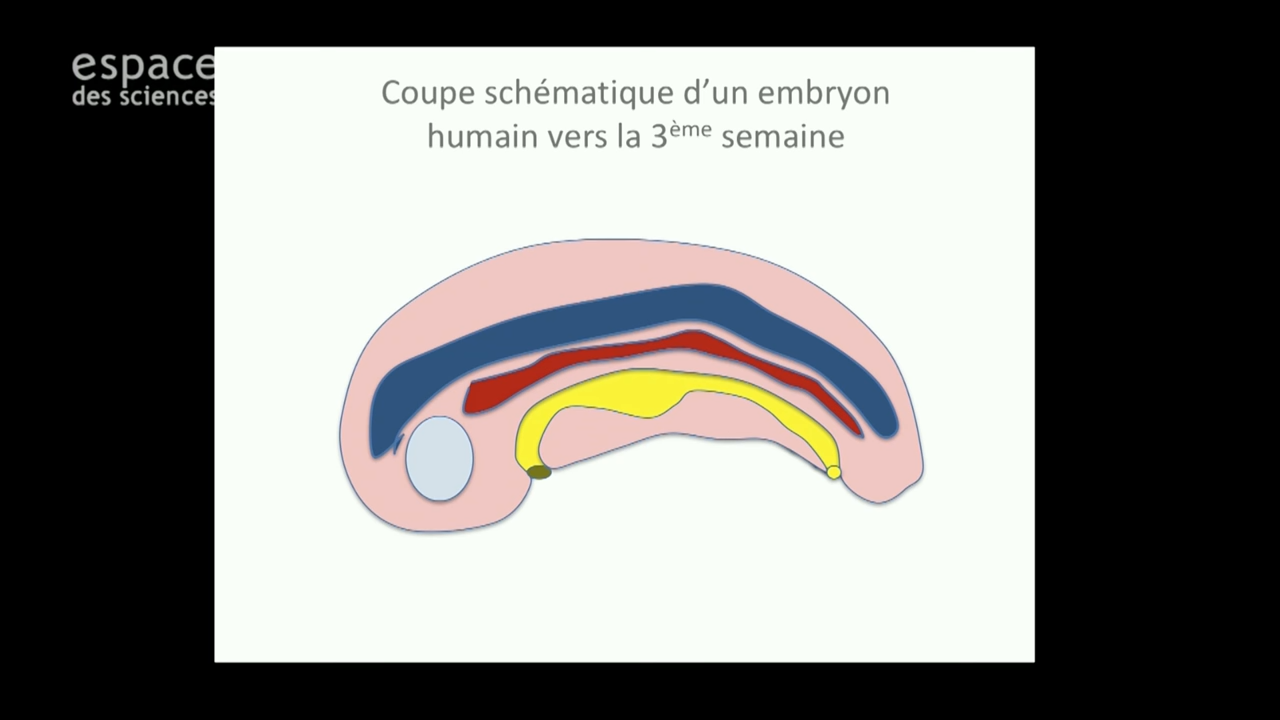 espace
des sciences
Coupe schématique d’un embryon
humain vers la 3ème semaine